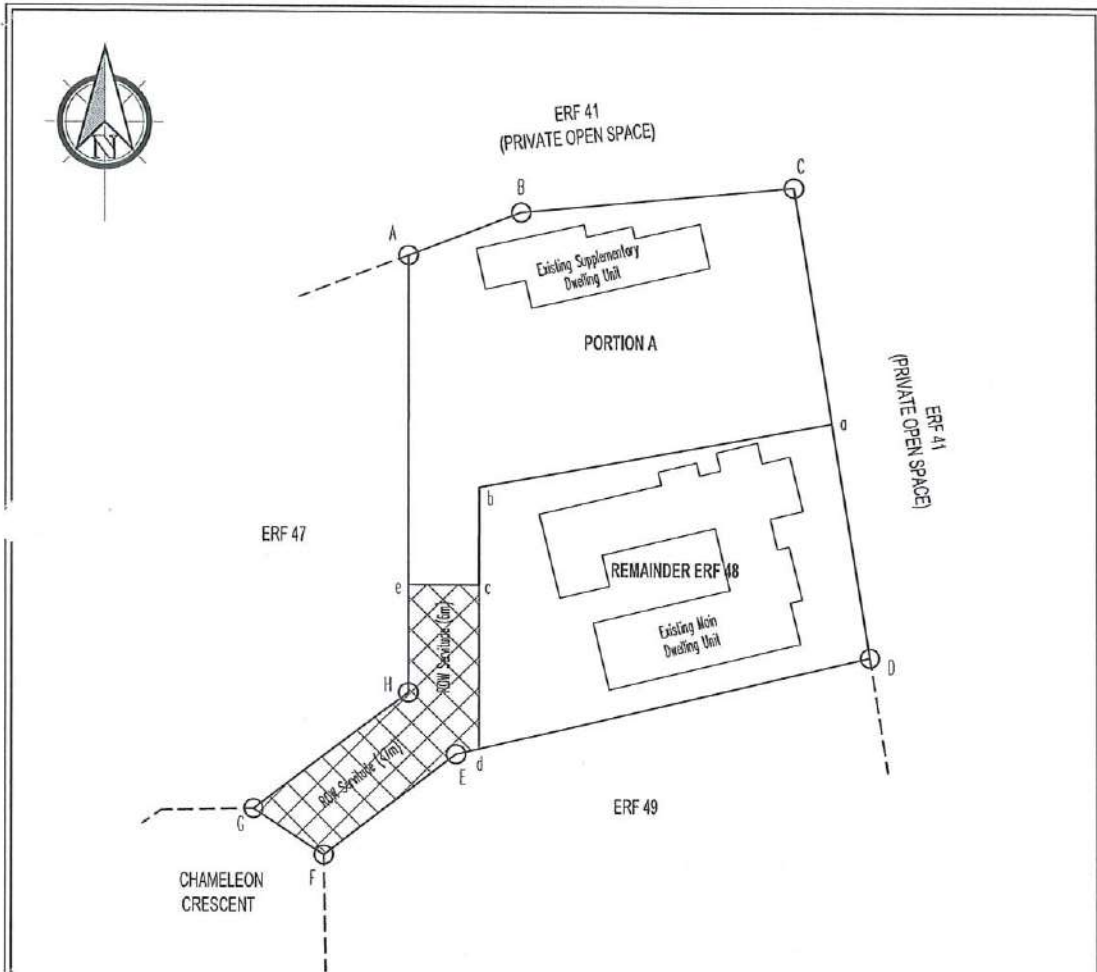 N
ERF 41
(PRIVATE OPEN SPACE)
C
B
A
Existing Supplementary
Dwelling Unit
PORTION A
ERF 41
(PRIVATE OPEN SPACE)
a
b
ERF 47
REMAINDER ERF 48
e
c
ROW Servitude (6m)
Existing Main
Dwelling Unit
D
H
E
d
ROW Servitude (<7m)
G
ERF 49
F
CHAMELEON
CRESCENT